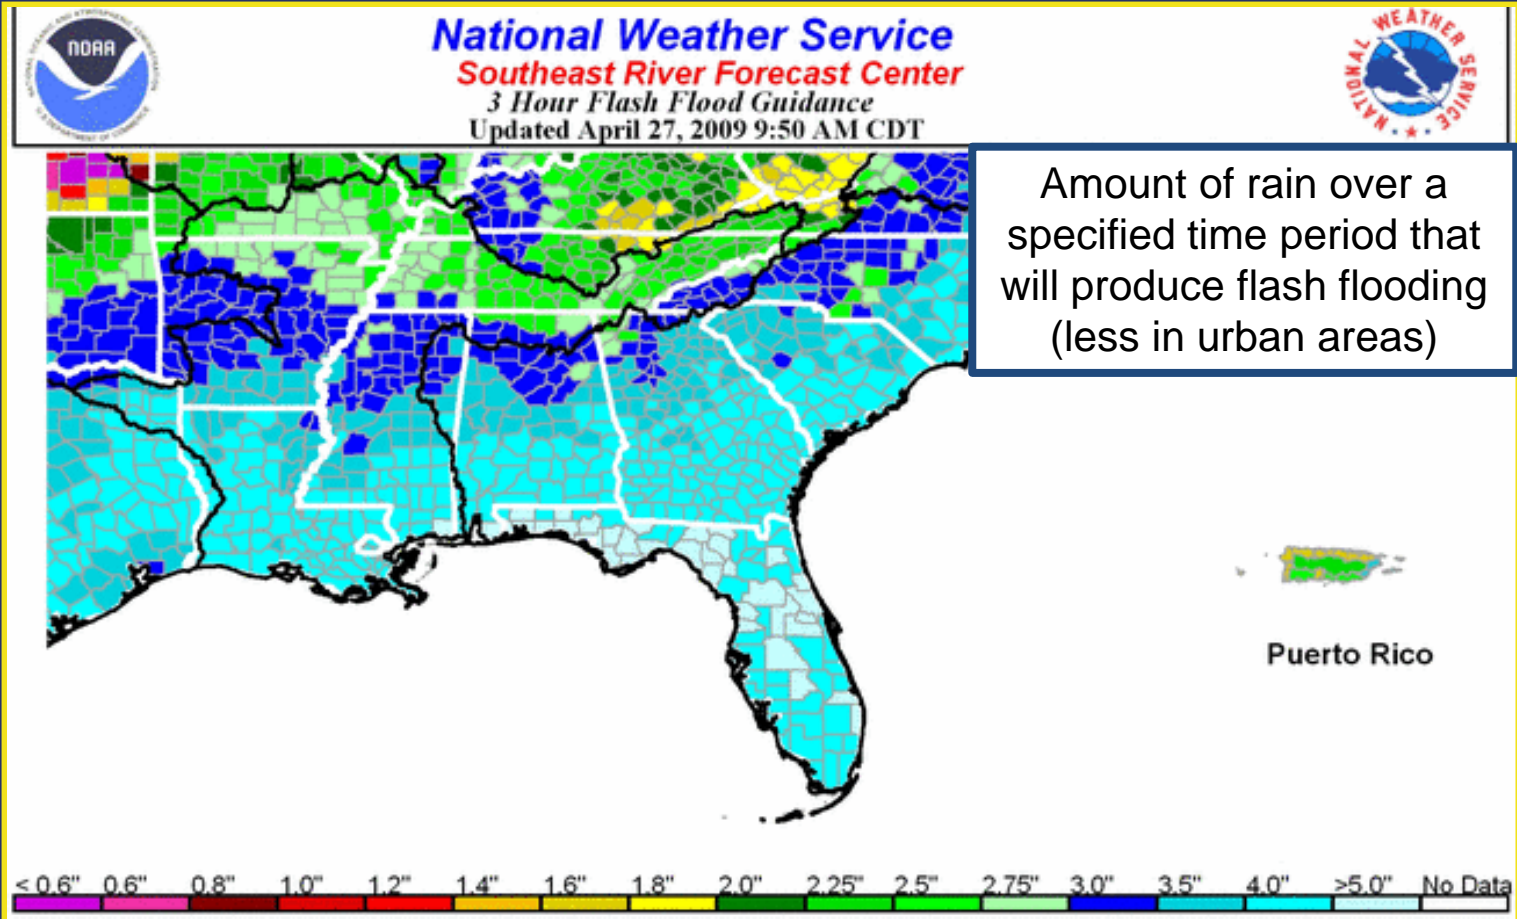 National Weather Service
Southeast River Forecast Center
3 Hour Flash Flood Guidance
Updated April 27, 2009 9:50 AM CDT
NOAA
NATIONAL WEATHER SERVICE
Amount of rain over a
specified time period that
will produce flash flooding
(less in urban areas)
Puerto Rico
< 0.6" 0.6" 0.8" 1.0" 1.2" 1.4" 1.6" 1.8" 2.0" 2.25" 2.5" 2.75" 3.0" 3.5" 4.0" >5.0" No Data